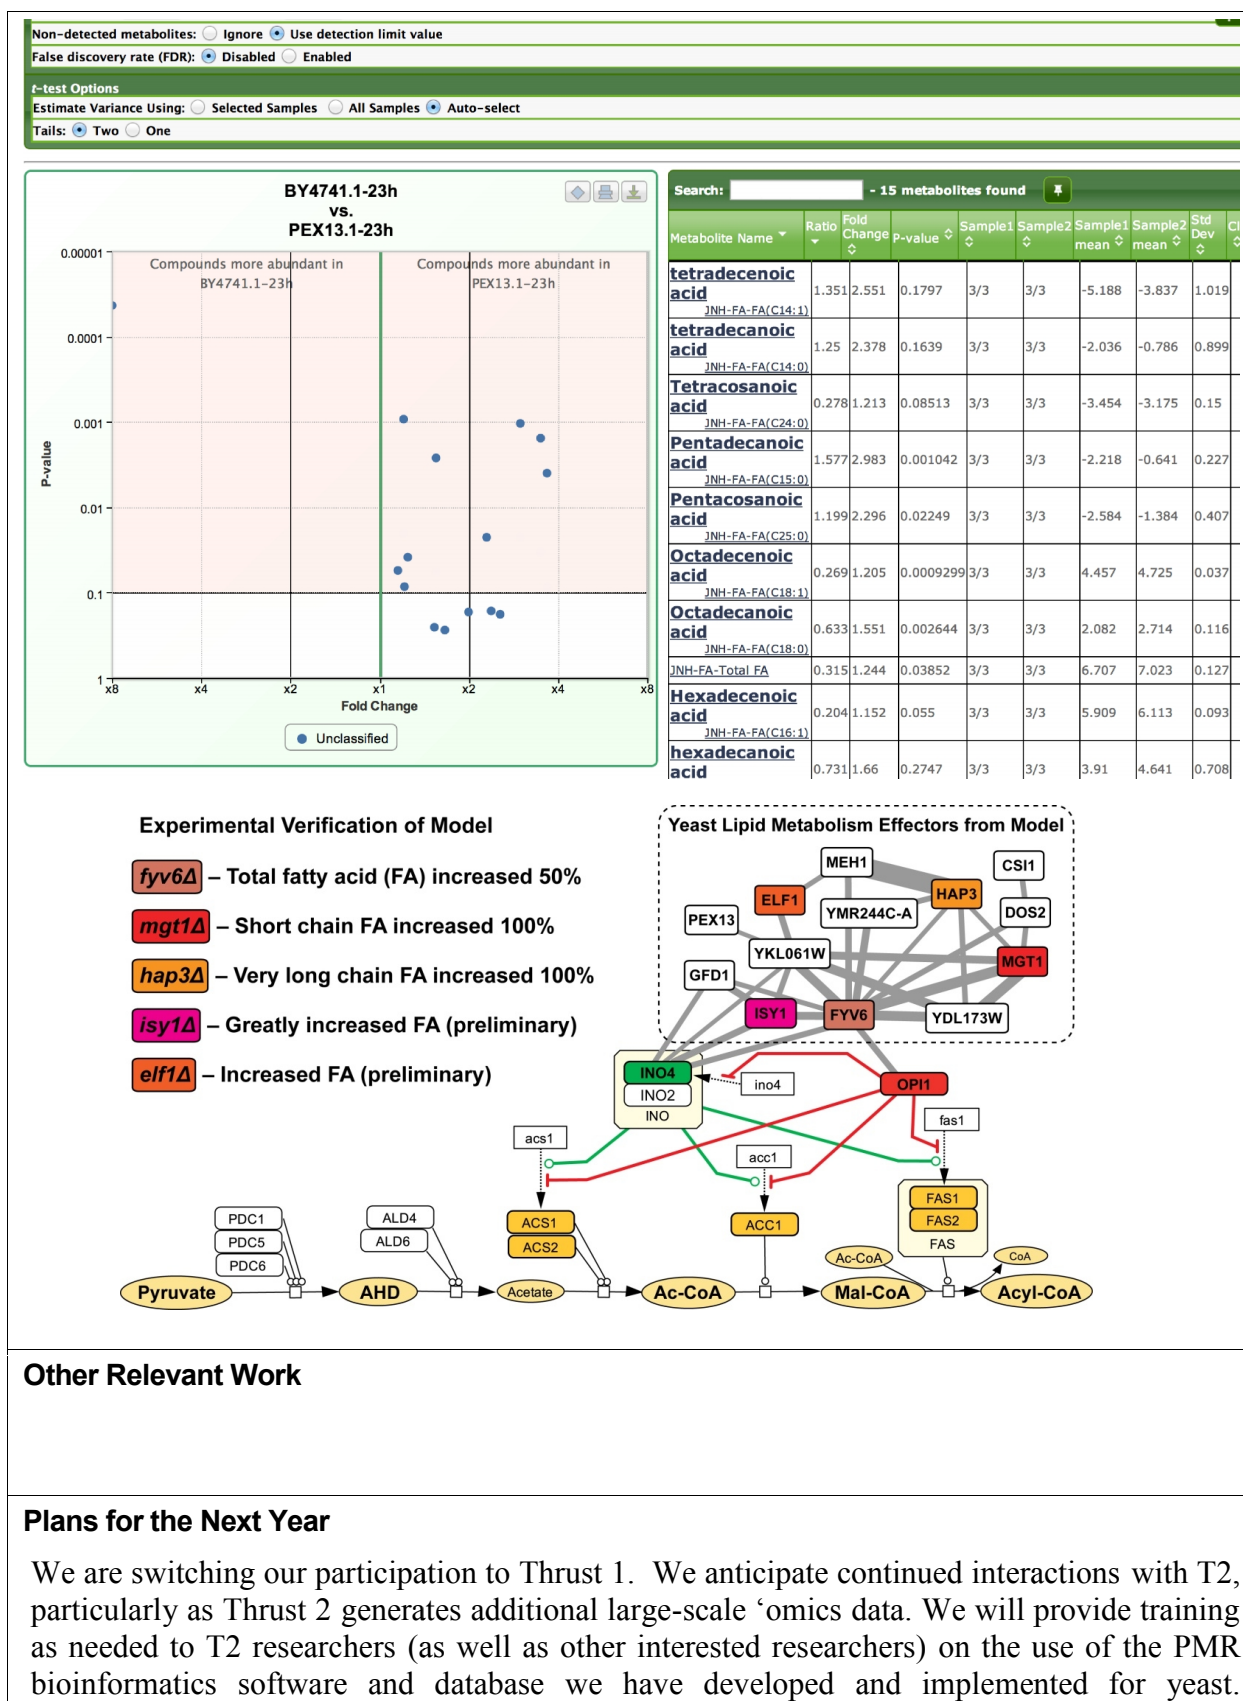 Non-detected metabolites: Ignore Use detection limit value
False discovery rate (FDR): Disabled Enabled
t-test Options
Estimate Variance Using: Selected Samples All Samples Auto-select
Tails: Two One
BY4741.1-23h
vs.
PEX13.1-23h
Compounds more abundant in
BY4741.1-23h
Compounds more abundant in
PEX13.1-23h
P-value
0.00001
0.0001
0.001
0.01
0.1
1
x8 x4 x2 x1 x2 x4 x8
Fold Change
Unclassified
Search: - 15 metabolites found
Metabolite Name Ratio Fold Change P-value Sample1 Sample2 Sample1 mean Sample2 mean Std Dev
tetradecenoic acid JNH-FA-FA(C14:1) 1.351 2.551 0.1797 3/3 3/3 -5.188 -3.837 1.019
tetradecanoic acid JNH-FA-FA(C14:0) 1.25 2.378 0.1639 3/3 3/3 -2.036 -0.786 0.899
Tetracosanoic acid JNH-FA-FA(C24:0) 0.278 1.213 0.08513 3/3 3/3 -3.454 -3.175 0.15
Pentadecanoic acid JNH-FA-FA(C15:0) 1.577 2.983 0.001042 3/3 3/3 -2.218 -0.641 0.227
Pentacosanoic acid JNH-FA-FA(C25:0) 1.199 2.296 0.02249 3/3 3/3 -2.584 -1.384 0.407
Octadecenoic acid JNH-FA-FA(C18:1) 0.269 1.205 0.0009299 3/3 3/3 4.457 4.725 0.037
Octadecanoic acid JNH-FA-FA(C18:0) 0.633 1.551 0.002644 3/3 3/3 2.082 2.714 0.116
JNH-FA-Total FA 0.315 1.244 0.03852 3/3 3/3 6.707 7.023 0.127
Hexadecenoic acid JNH-FA-FA(C16:1) 0.204 1.152 0.055 3/3 3/3 5.909 6.113 0.093
hexadecanoic acid 0.731 1.66 0.2747 3/3 3/3 3.91 4.641 0.708
Experimental Verification of Model
fyv6Δ – Total fatty acid (FA) increased 50%
mgt1Δ – Short chain FA increased 100%
hap3Δ – Very long chain FA increased 100%
isy1Δ – Greatly increased FA (preliminary)
elf1Δ – Increased FA (preliminary)
Yeast Lipid Metabolism Effectors from Model
MEH1
CSI1
ELF1
HAP3
PEX13
YMR244C-A
DOS2
YKL061W
MGT1
GFD1
ISY1
FYV6
YDL173W
INO4
INO2
INO
ino4
OPI1
fas1
acs1
acc1
FAS1
FAS2
FAS
PDC1
PDC5
PDC6
ALD4
ALD6
ACS1
ACS2
ACC1
Ac-CoA
CoA
Pyruvate
AHD
Acetate
Ac-CoA
Mal-CoA
Acyl-CoA
Other Relevant Work
Plans for the Next Year
We are switching our participation to Thrust 1. We anticipate continued interactions with T2,
particularly as Thrust 2 generates additional large-scale ‘omics data. We will provide training
as needed to T2 researchers (as well as other interested researchers) on the use of the PMR
bioinformatics software and database we have developed and implemented for yeast.